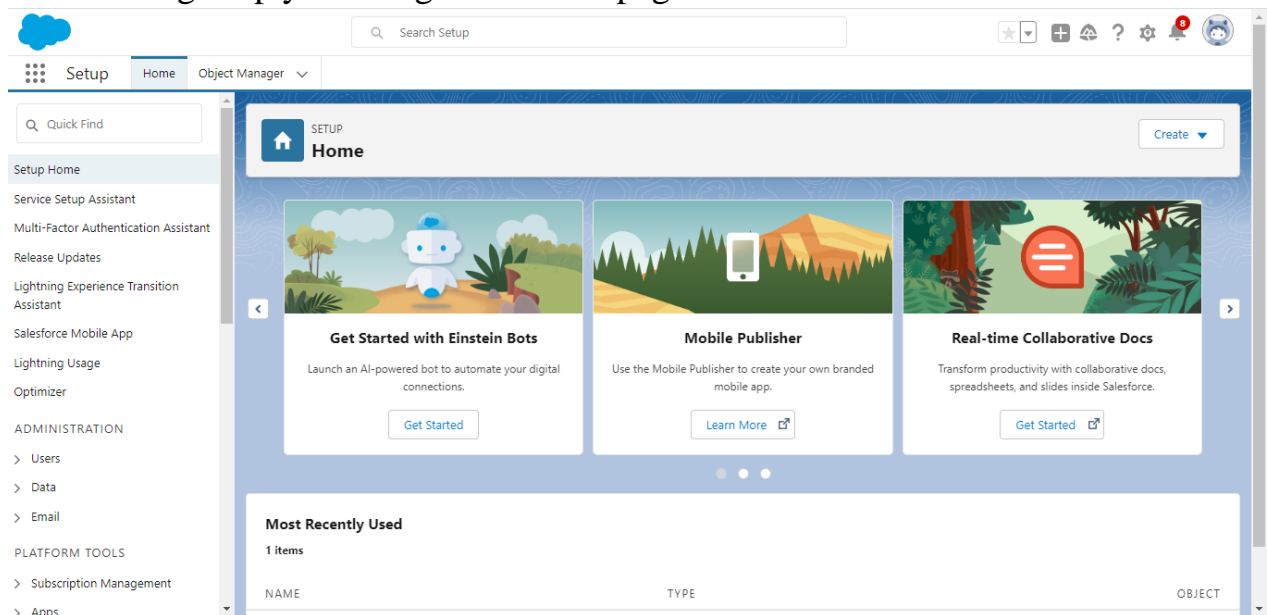 Search Setup
8
Setup
Home
Object Manager
Quick Find
Setup Home
Service Setup Assistant
Multi-Factor Authentication Assistant
Release Updates
Lightning Experience Transition
Assistant
Salesforce Mobile App
Lightning Usage
Optimizer
ADMINISTRATION
Users
Data
Email
PLATFORM TOOLS
Subscription Management
Apps
SETUP
Home
Create
Get Started with Einstein Bots
Launch an AI-powered bot to automate your digital
connections.
Get Started
Mobile Publisher
Use the Mobile Publisher to create your own branded
mobile app.
Learn More
Real-time Collaborative Docs
Transform productivity with collaborative docs,
spreadsheets, and slides inside Salesforce.
Get Started
Most Recently Used
1 items
NAME TYPE OBJECT